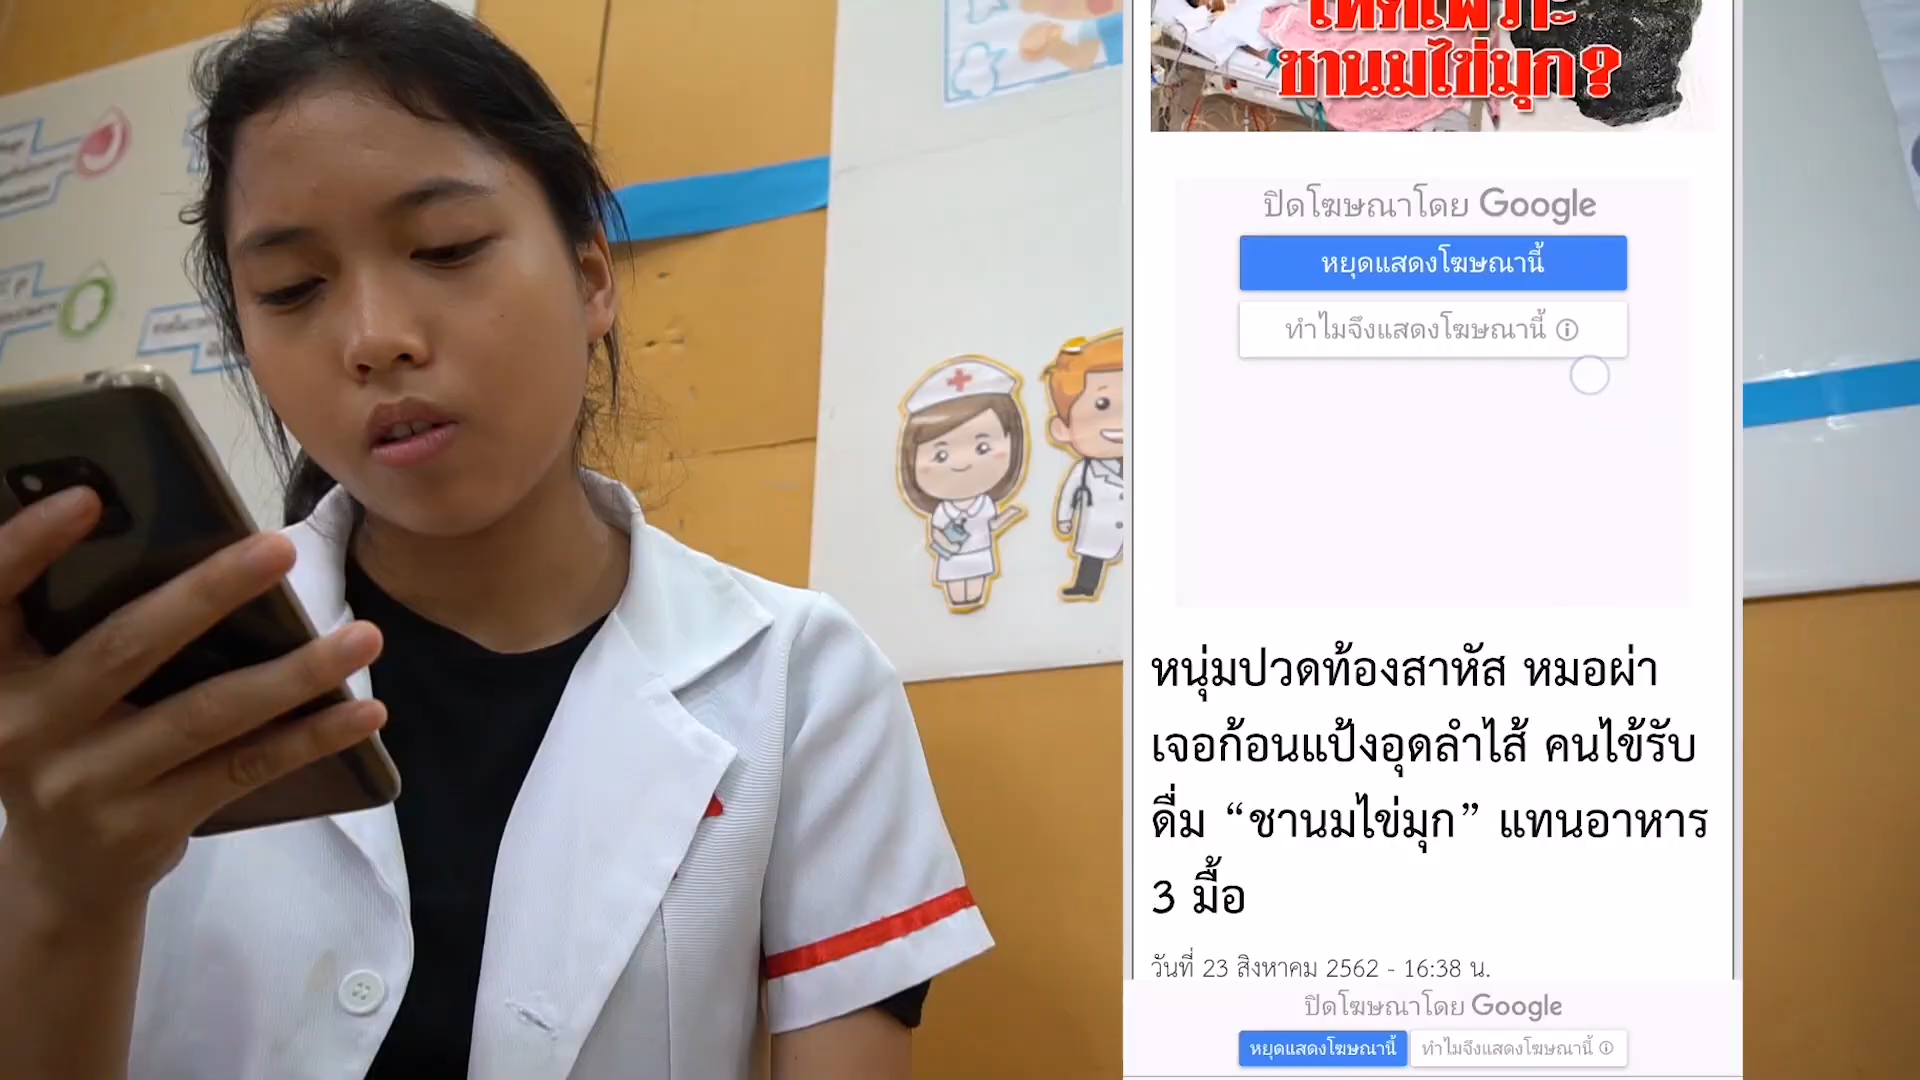 เหตุเพราะ
ชานมไข่มุก?
ปิดโฆษณาโดย Google
หยุดแสดงโฆษณานี้
ทำไมจึงแสดงโฆษณานี้
หนุ่มปวดท้องสาหัส หมอผ่า
เจอก้อนแป้งอุดลำไส้ คนไข้รับ
ดื่ม “ชานมไข่มุก” แทนอาหาร
3 มื้อ
วันที่ 23 สิงหาคม 2562 - 16:38 น.
ปิดโฆษณาโดย Google
หยุดแสดงโฆษณานี้ ทำไมจึงแสดงโฆษณานี้